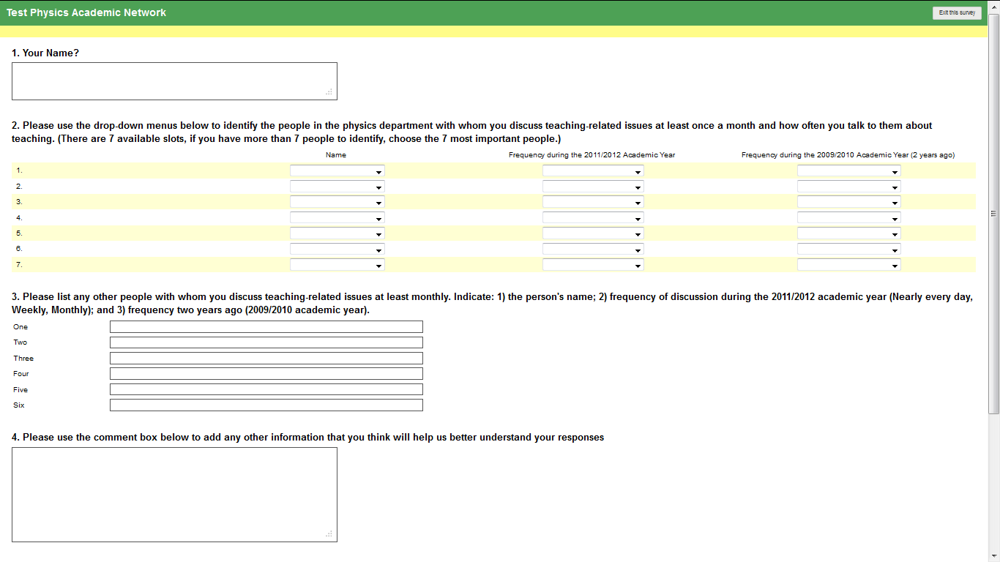 Test Physics Academic Network
Exit this survey
1. Your Name?
2. Please use the drop-down menus below to identify the people in the physics department with whom you discuss teaching-related issues at least once a month and how often you talk to them about
teaching. (There are 7 available slots, if you have more than 7 people to identify, choose the 7 most important people.)
Name Frequency during the 2011/2012 Academic Year Frequency during the 2009/2010 Academic Year (2 years ago)
1.
2.
3.
4.
5.
6.
7.
3. Please list any other people with whom you discuss teaching-related issues at least monthly. Indicate: 1) the person's name; 2) frequency of discussion during the 2011/2012 academic year (Nearly every day,
Weekly, Monthly); and 3) frequency two years ago (2009/2010 academic year).
One
Two
Three
Four
Five
Six
4. Please use the comment box below to add any other information that you think will help us better understand your responses